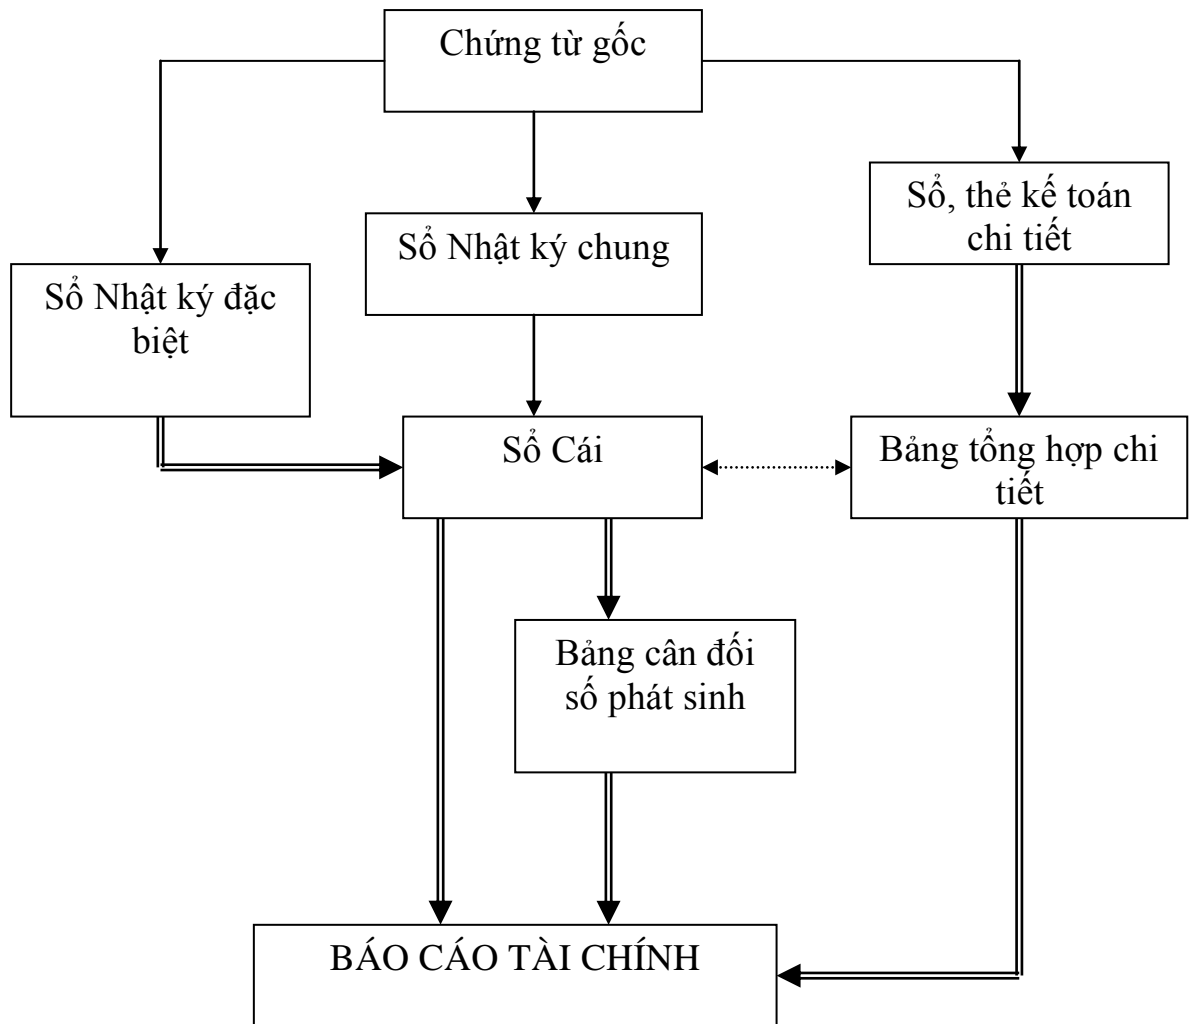 Chứng từ gốc
Sổ, thẻ kế toán
chi tiết
Sổ Nhật ký chung
Sổ Nhật ký đặc
biệt
Sổ Cái
Bảng tổng hợp chi
tiết
Bảng cân đối
số phát sinh
BÁO CÁO TÀI CHÍNH